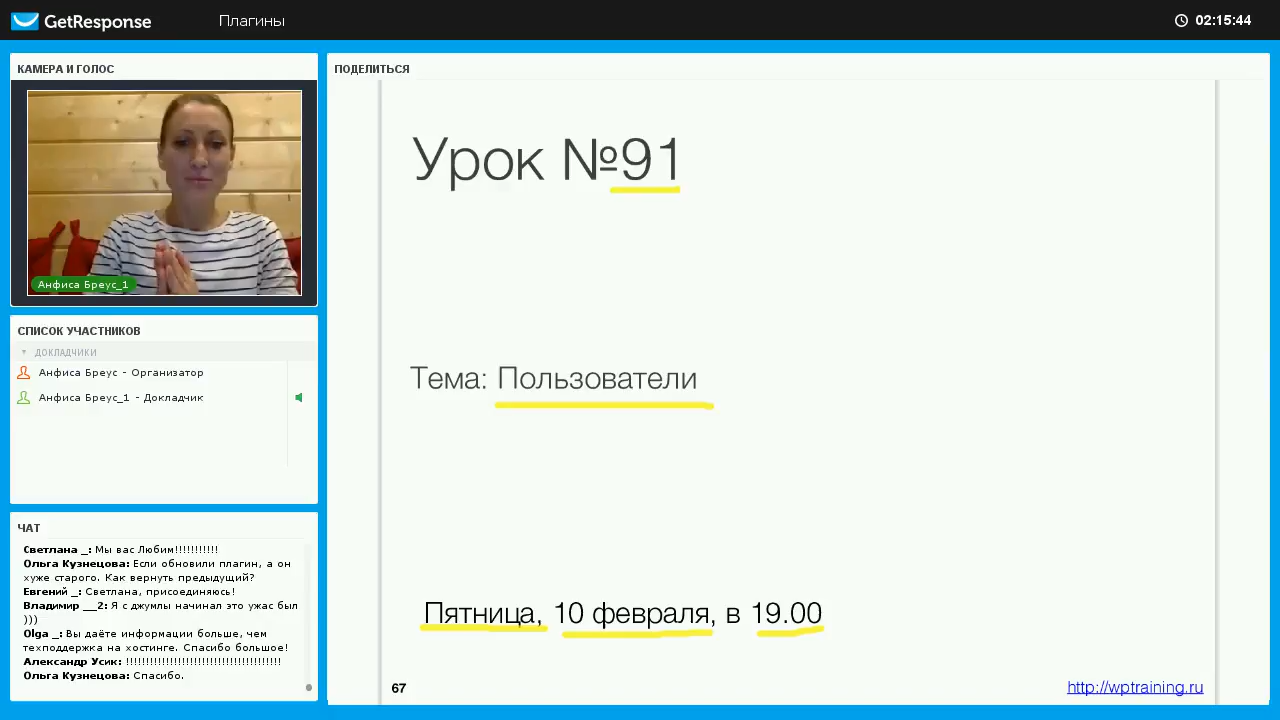 GetResponse
Плагины
02:15:44
КАМЕРА И ГОЛОС
Анфиса Бреус_1
СПИСОК УЧАСТНИКОВ
ДОКЛАДЧИКИ
Анфиса Бреус - Организатор
Анфиса Бреус_1 - Докладчик
ЧАТ
Светлана _: Мы вас Любим!!!!!!!!!!!
Ольга Кузнецова: Если обновили плагин, а он
хуже старого. Как вернуть предыдущий?
Евгений _: Светлана, присоединяюсь!
Владимир __2: Я с джумлы начинал это ужас был
)))
Olga _: Вы даёте информации больше, чем
техподдержка на хостинге. Спасибо большое!
Александр Усик: !!!!!!!!!!!!!!!!!!!!!!!!!!!!!!!!!!!!!!!
Ольга Кузнецова: Спасибо.
ПОДЕЛИТЬСЯ
Урок №91
Тема: Пользователи
Пятница, 10 февраля, в 19.00
67
http://wptraining.ru